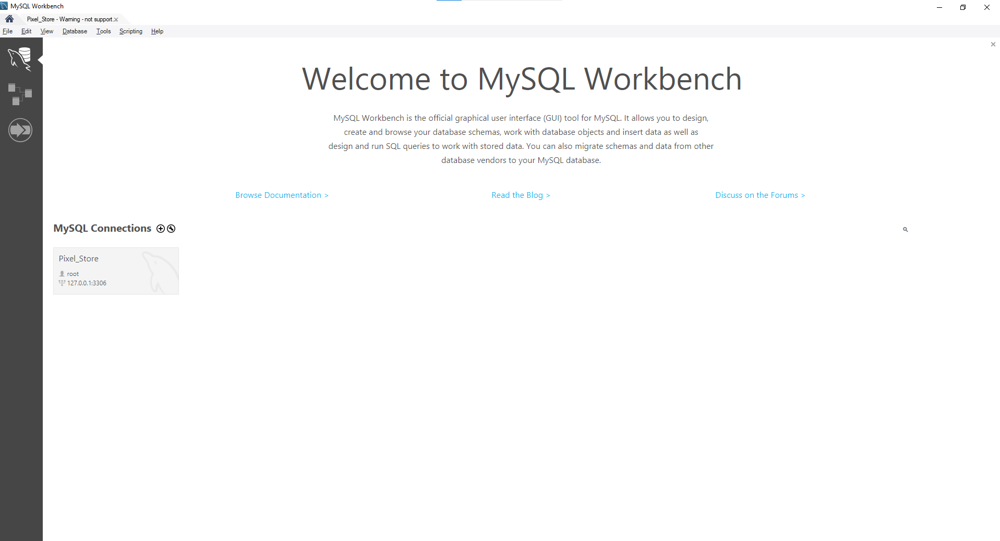 MySQL Workbench
Pixel_Store - Warning - not support...
File Edit View Database Tools Scripting Help
Welcome to MySQL Workbench
MySQL Workbench is the official graphical user interface (GUI) tool for MySQL. It allows you to design,
create and browse your database schemas, work with database objects and insert data as well as
design and run SQL queries to work with stored data. You can also migrate schemas and data from other
database vendors to your MySQL database.
Browse Documentation > Read the Blog > Discuss on the Forums >
MySQL Connections
Pixel_Store
root
127.0.0.1:3306